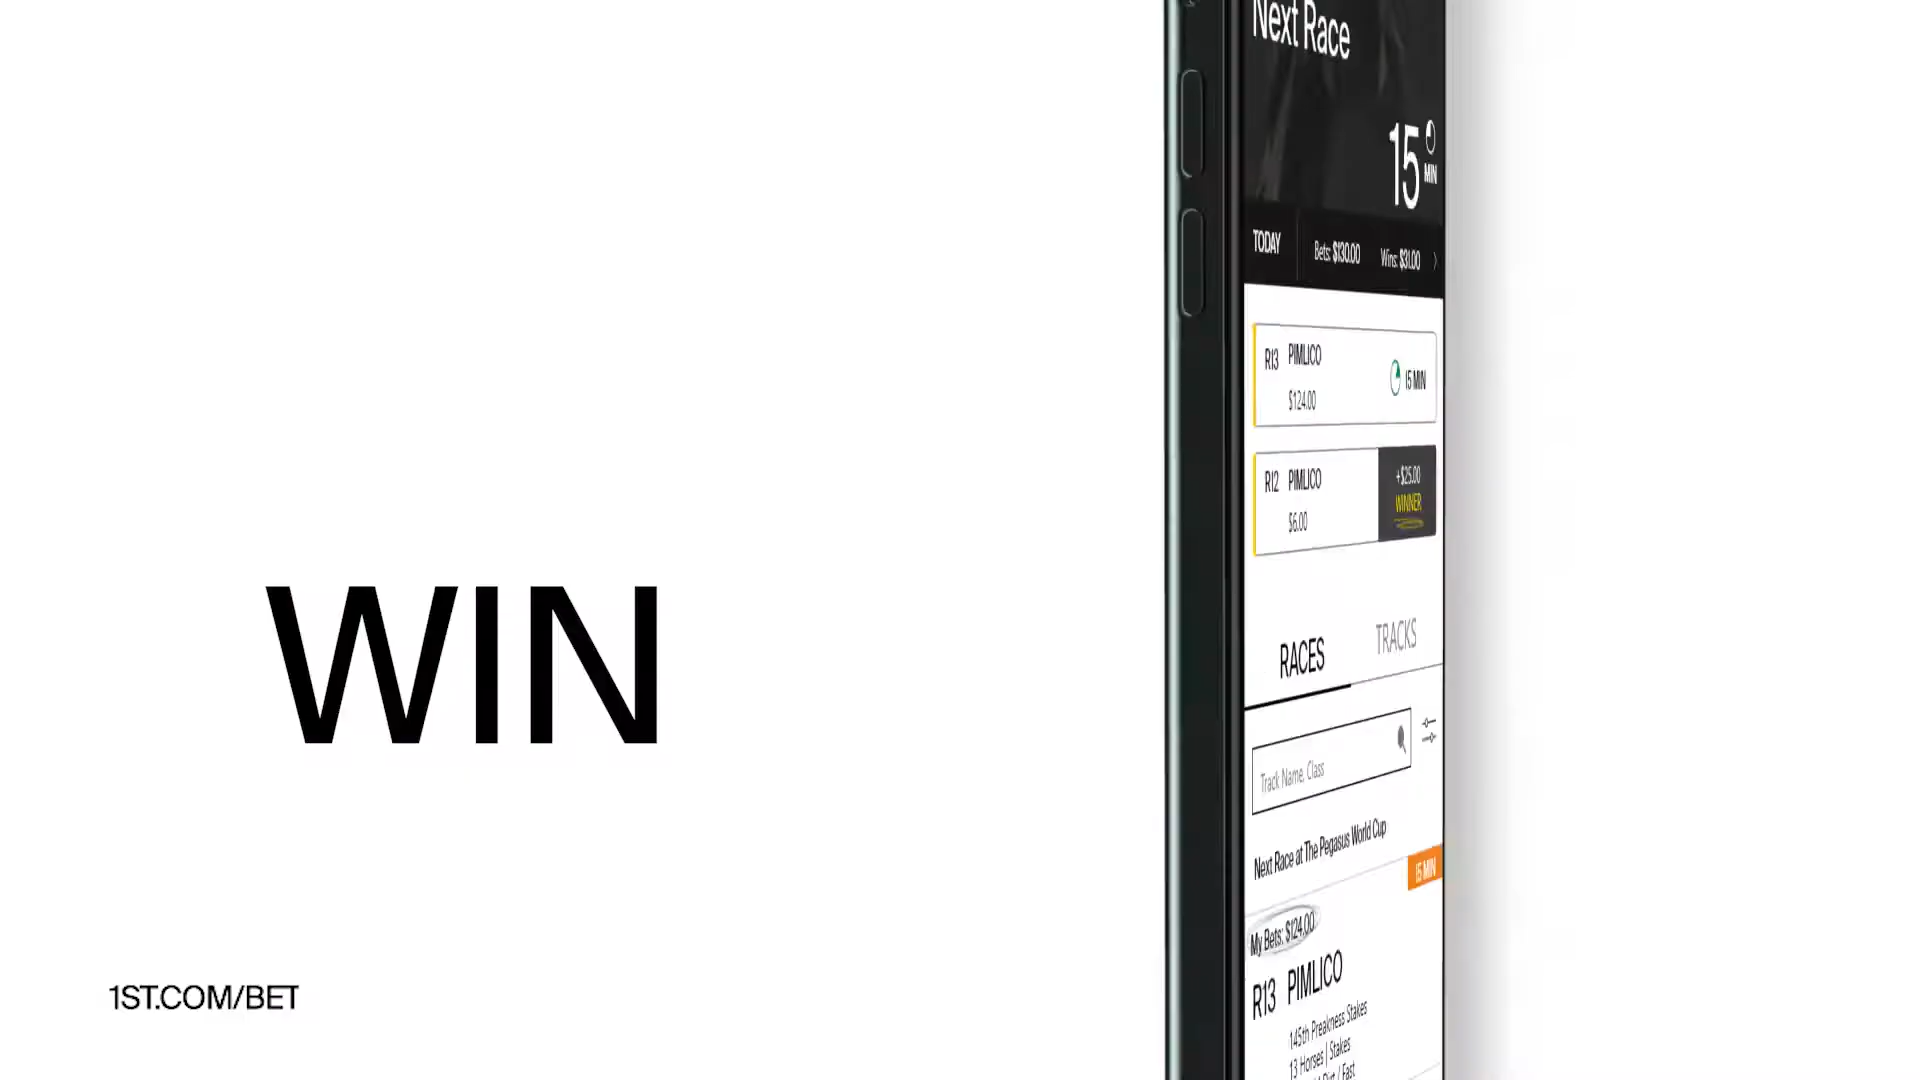 Next Race
15 MIN
TODAY Bets: $130.00 Wins: $31.00
R13 PIMLICO
15 MIN
$124.00
R12 PIMLICO
$6.00
+$25.00
WINNER
RACES TRACKS
Track Name, Class
Next Race at The Pegasus World Cup
15 MIN
My Bets: $124.00
R13 PIMLICO
145th Preakness Stakes
13 Horses | Stakes
Dirt / Fast
WIN
1ST.COM/BET